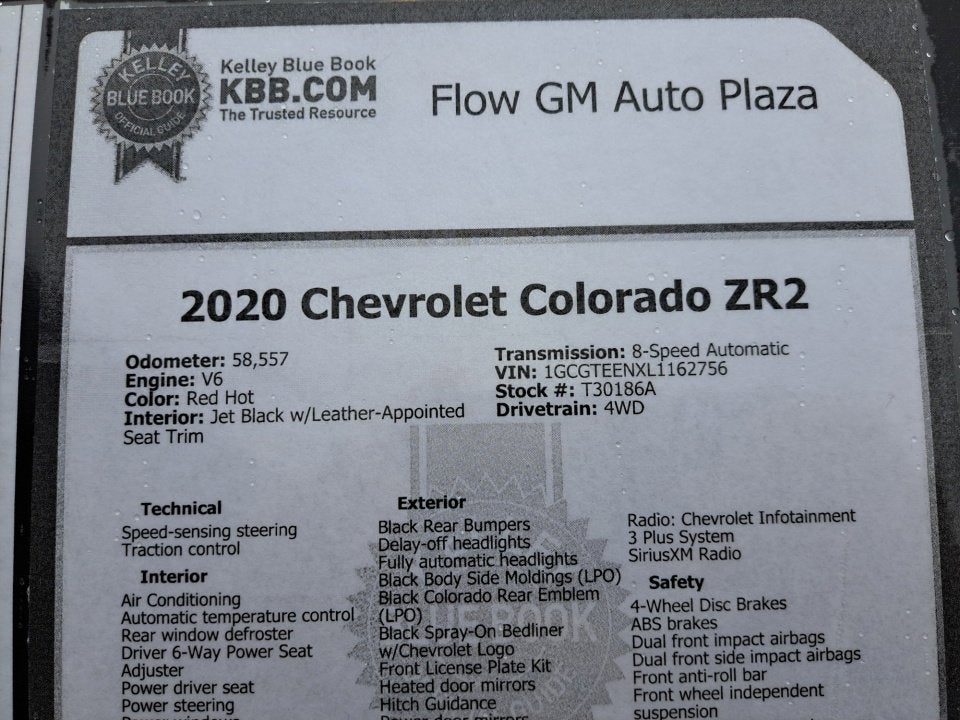 KELLEY
BLUE BOOK
OFFICIAL GUIDE
Kelley Blue Book
KBB.COM
The Trusted Resource
Flow GM Auto Plaza
2020 Chevrolet Colorado ZR2
Odometer: 58,557
Engine: V6
Color: Red Hot
Interior: Jet Black w/Leather-Appointed
Seat Trim
Transmission: 8-Speed Automatic
VIN: 1GCGTEENXL1162756
Stock #: T30186A
Drivetrain: 4WD
Technical
Speed-sensing steering
Traction control
Interior
Air Conditioning
Automatic temperature control
Rear window defroster
Driver 6-Way Power Seat
Adjuster
Power driver seat
Power steering
Power windows
Exterior
Black Rear Bumpers
Delay-off headlights
Fully automatic headlights
Black Body Side Moldings (LPO)
Black Colorado Rear Emblem
(LPO)
Black Spray-On Bedliner
w/Chevrolet Logo
Front License Plate Kit
Heated door mirrors
Hitch Guidance
Power door mirrors
Radio: Chevrolet Infotainment
3 Plus System
SiriusXM Radio
Safety
4-Wheel Disc Brakes
ABS brakes
Dual front impact airbags
Dual front side impact airbags
Front anti-roll bar
Front wheel independent
suspension
BLUE BOOK